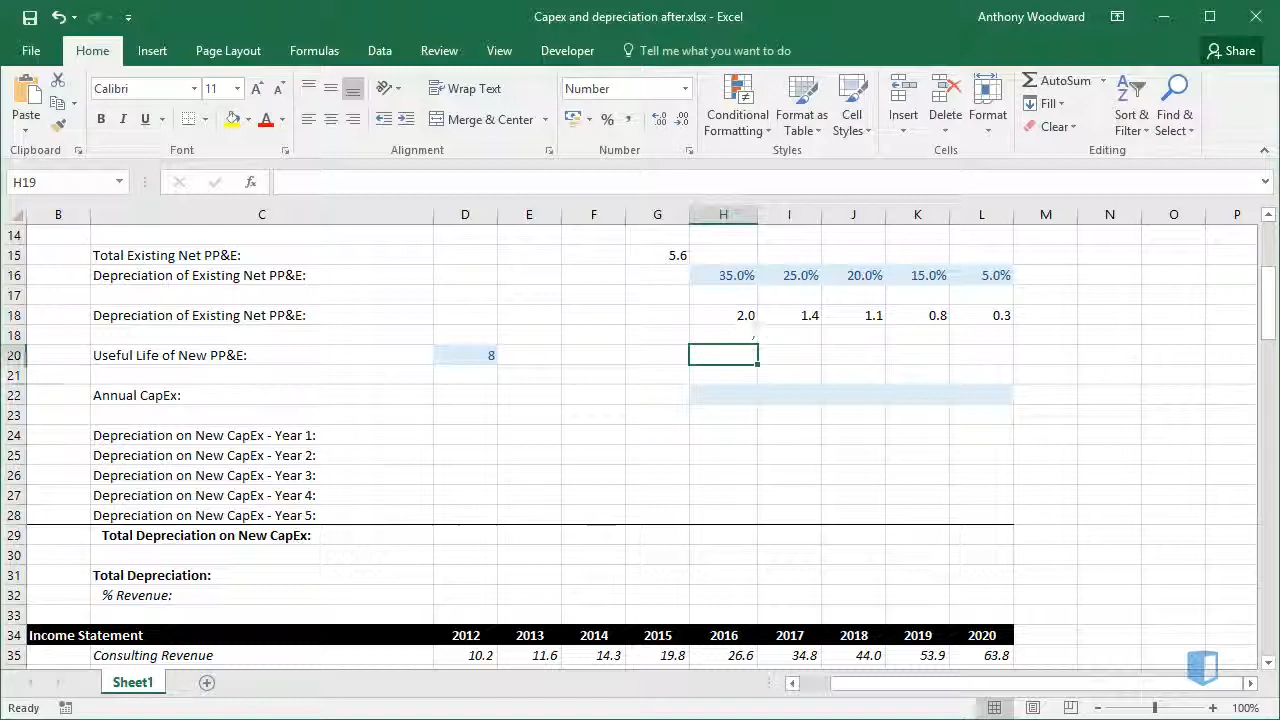 Capex and depreciation after.xlsx - Excel
Anthony Woodward
File Home Insert Page Layout Formulas Data Review View Developer Tell me what you want to do Share
Paste
Calibri 11
Wrap Text
Number
Conditional Formatting
Format as Table
Cell Styles
Insert
Delete
Format
AutoSum
Sort & Filter
Find & Select
B I U
Merge & Center
Fill
Clear
Clipboard Font Alignment Number Styles Cells Editing
H19 fx
B C D E F G H I J K L M N O P
14
15 Total Existing Net PP&E: 5.6
16 Depreciation of Existing Net PP&E: 35.0% 25.0% 20.0% 15.0% 5.0%
17
18 Depreciation of Existing Net PP&E: 2.0 1.4 1.1 0.8 0.3
18
20 Useful Life of New PP&E: 8
21
22 Annual CapEx:
23
24 Depreciation on New CapEx - Year 1:
25 Depreciation on New CapEx - Year 2:
26 Depreciation on New CapEx - Year 3:
27 Depreciation on New CapEx - Year 4:
28 Depreciation on New CapEx - Year 5:
29 Total Depreciation on New CapEx:
30
31 Total Depreciation:
32 % Revenue:
33
34 Income Statement 2012 2013 2014 2015 2016 2017 2018 2019 2020
35 Consulting Revenue 10.2 11.6 14.3 19.8 26.6 34.8 44.0 53.9 63.8
Sheet1
Ready 100%